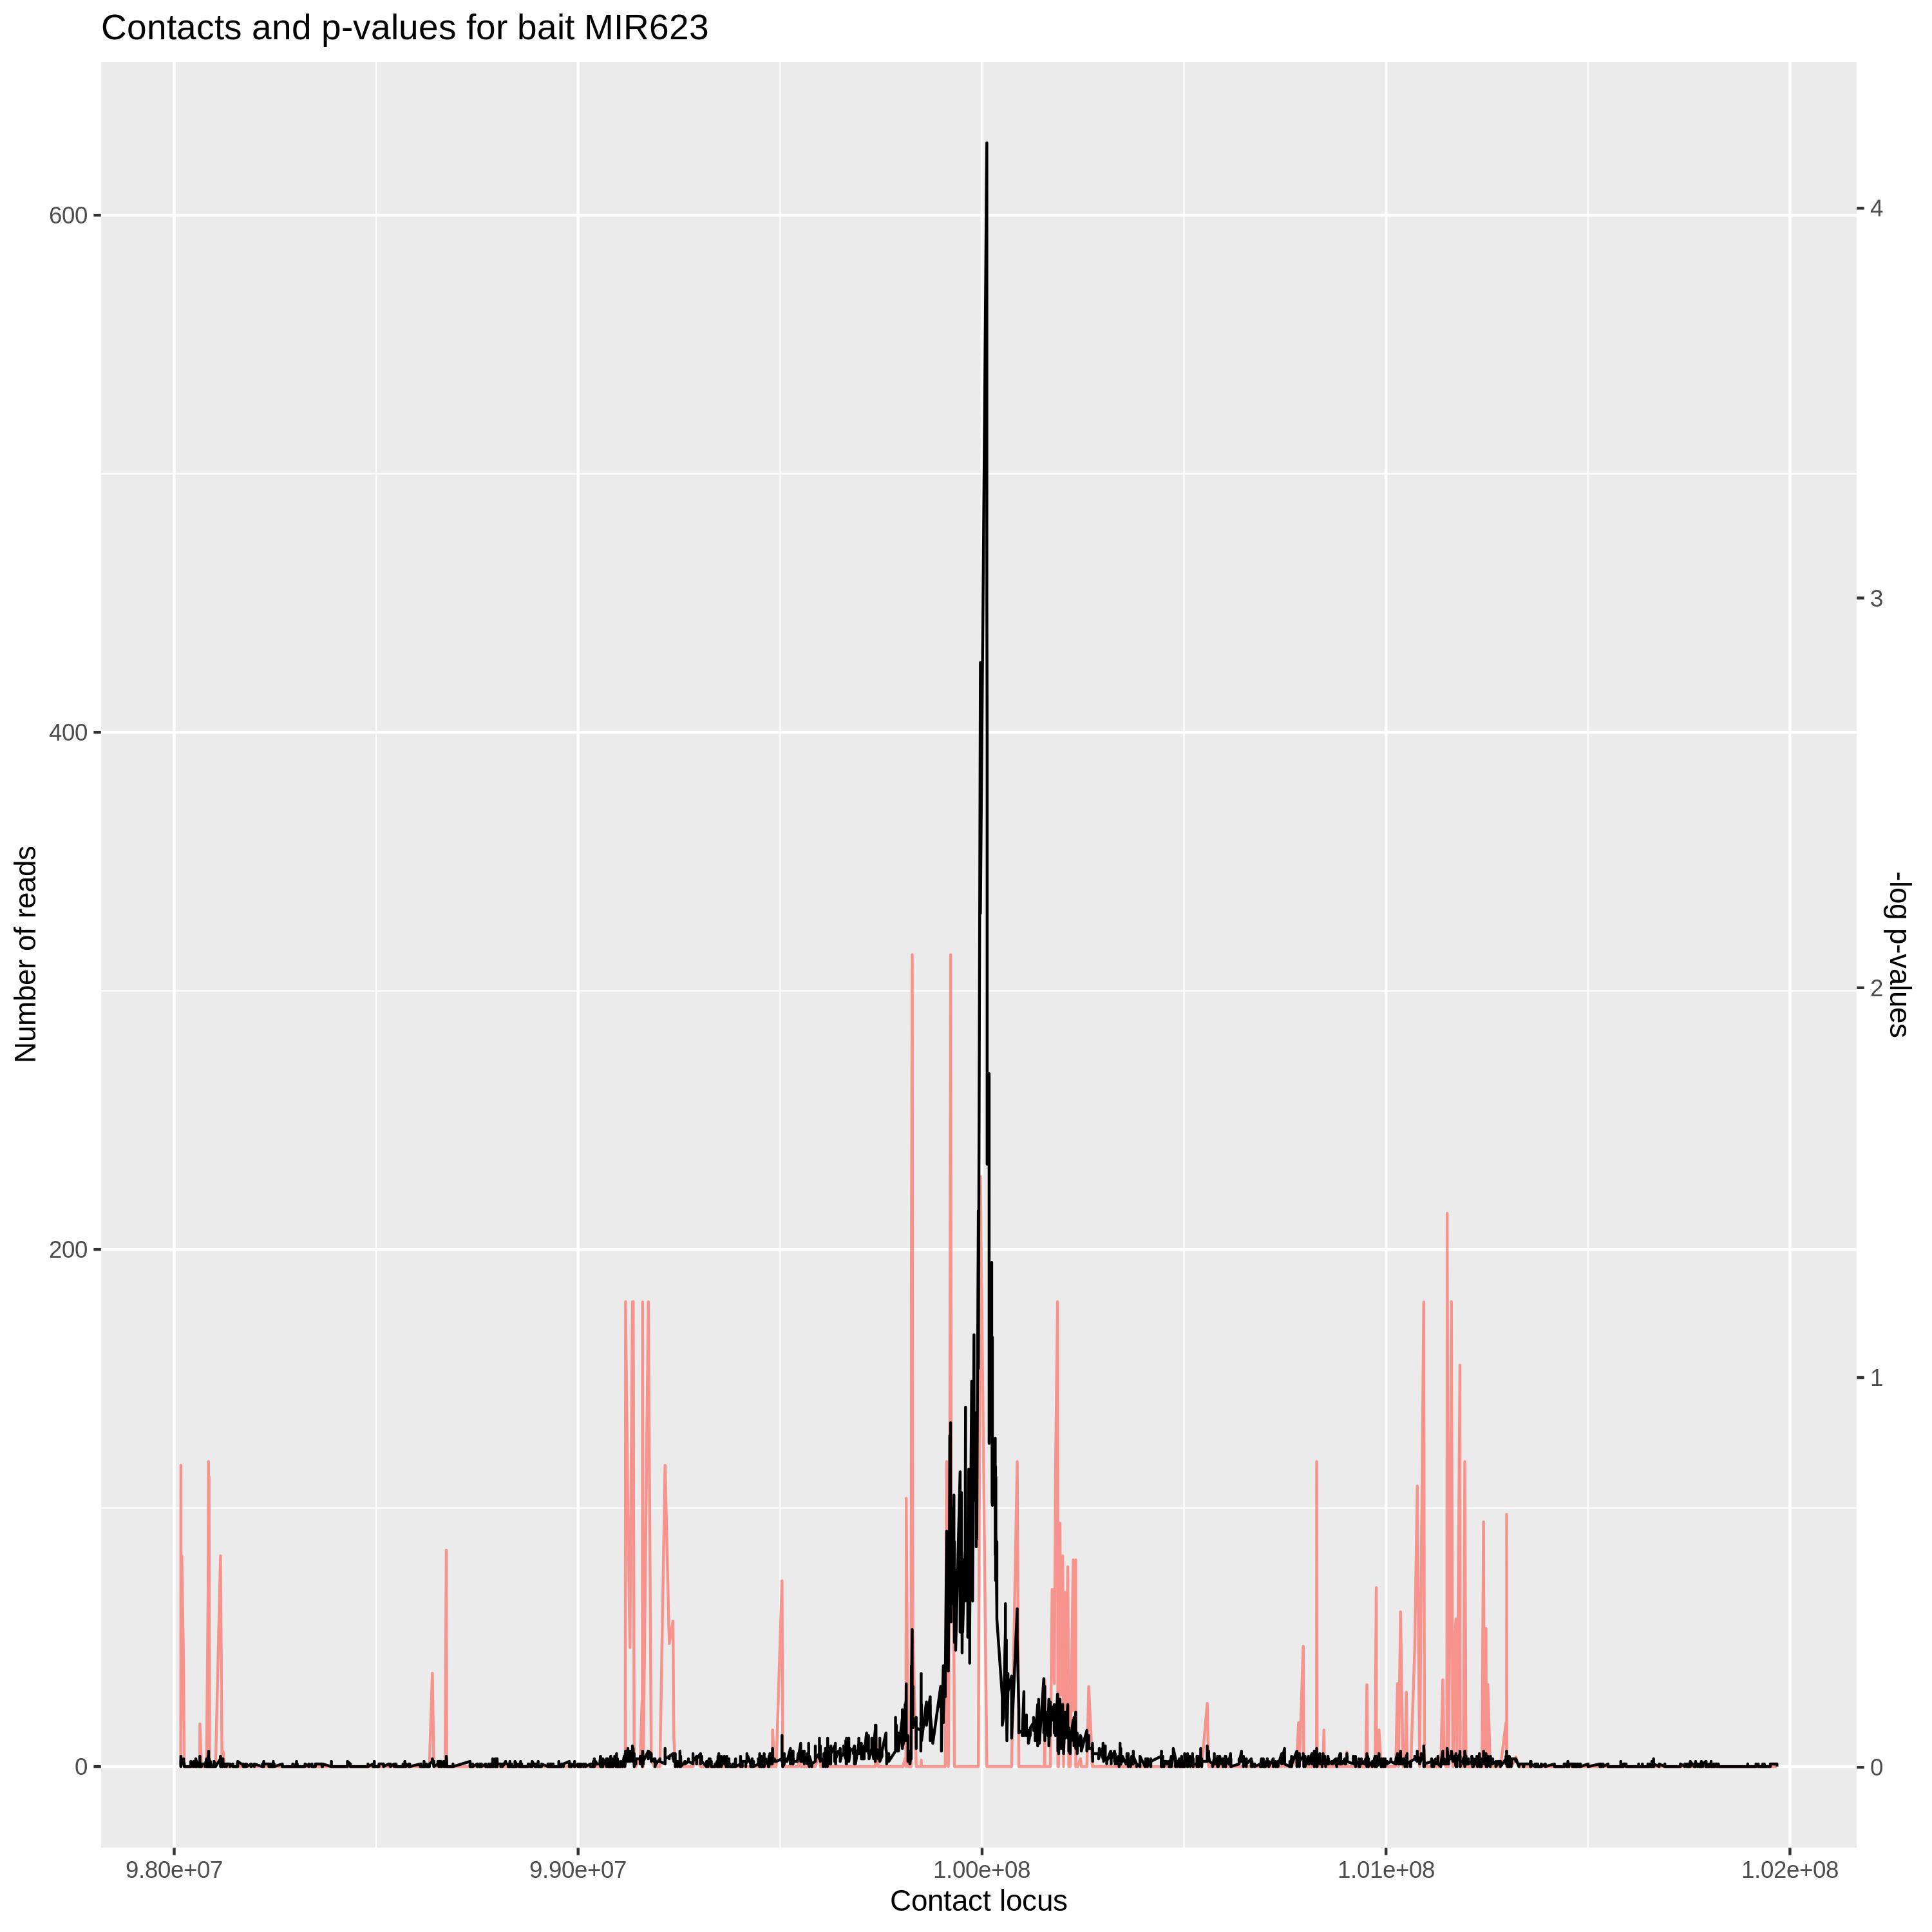 Contacts and p-values for bait MIR623
Number of reads
600
400
200
0
4
3
2
1
0
-log p-values
9.80e+07
9.90e+07
1.00e+08
1.01e+08
1.02e+08
Contact locus